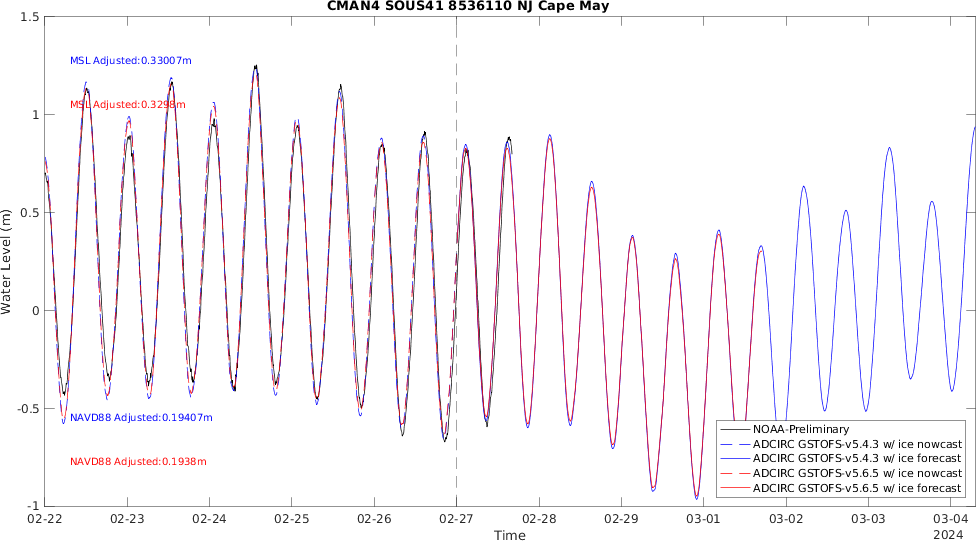 CMAN4 SOUS41 8536110 NJ Cape May
1.5
1
0.5
0
-0.5
-1
Water Level (m)
MSL Adjusted:0.33007m
MSL Adjusted:0.3298m
NAVD88 Adjusted:0.19407m
NAVD88 Adjusted:0.1938m
NOAA-Preliminary
ADCIRC GSTOFS-v5.4.3 w/ ice nowcast
ADCIRC GSTOFS-v5.4.3 w/ ice forecast
ADCIRC GSTOFS-v5.6.5 w/ ice nowcast
ADCIRC GSTOFS-v5.6.5 w/ ice forecast
02-22 02-23 02-24 02-25 02-26 02-27 02-28 02-29 03-01 03-02 03-03 03-04
Time
2024